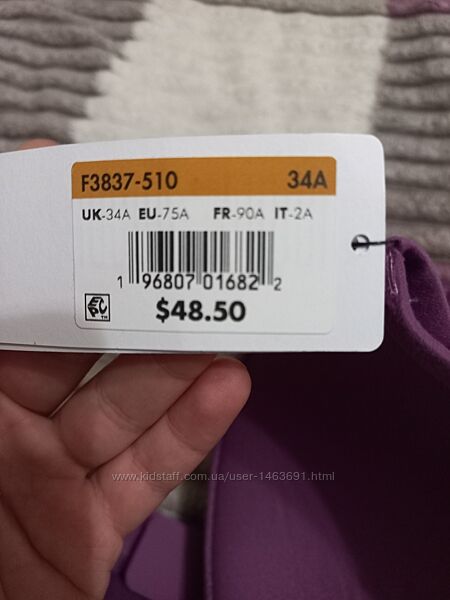 F3837-510 34A
UK-34A EU-75A FR-90A IT-2A
1 96807 01682 2
$48.50
www.kidstaff.com.ua/user-1463691.html